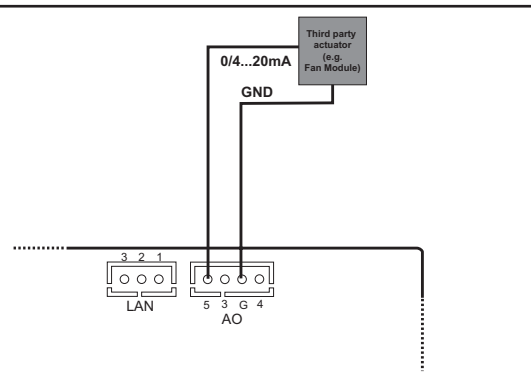 Third party
actuator
(e.g.
Fan Module)
0/4...20mA
GND
3 2 1
LAN
5 3 G 4
AO